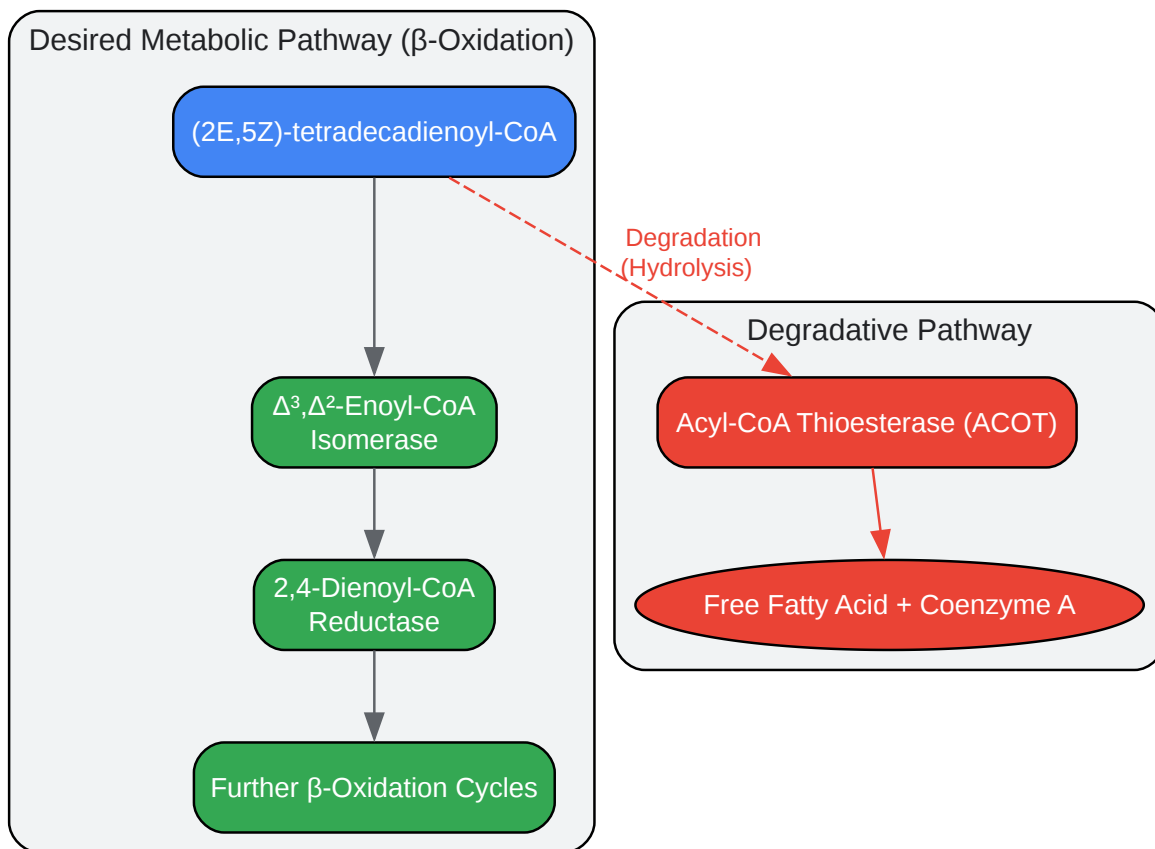 Desired Metabolic Pathway (β-Oxidation)
(2E,5Z)-tetradecadienoyl-CoA
Degradation
(Hydrolysis)
Degradative Pathway
Δ³,Δ²-Enoyl-CoA
Isomerase
Acyl-CoA Thioesterase (ACOT)
2,4-Dienoyl-CoA
Reductase
Free Fatty Acid + Coenzyme A
Further β-Oxidation Cycles